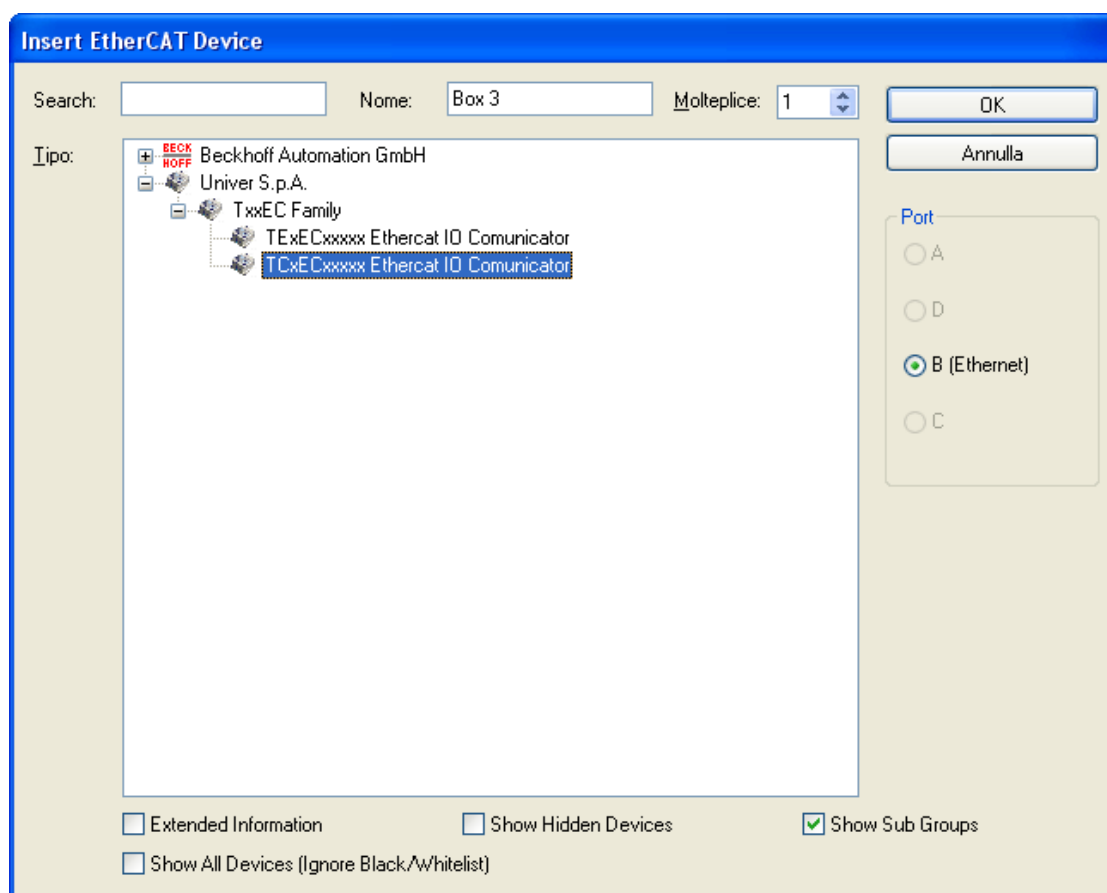 Insert EtherCAT Device
Search:
Nome: Box 3
Molteplice: 1
OK
Tipo:
BECK
HOFF
Beckhoff Automation GmbH
Annulla
Univer S.p.A.
TxxEC Family
TExECxxxxx Ethercat IO Comunicator
TCxECxxxxx Ethercat IO Comunicator
Port
A
D
B (Ethernet)
C
Extended Information
Show Hidden Devices
Show Sub Groups
Show All Devices (Ignore Black/Whitelist)